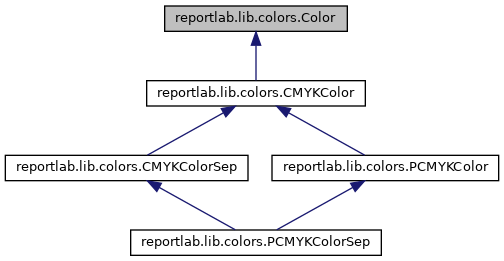 reportlab.lib.colors.Color
reportlab.lib.colors.CMYKColor
reportlab.lib.colors.CMYKColorSep
reportlab.lib.colors.PCMYKColor
reportlab.lib.colors.PCMYKColorSep